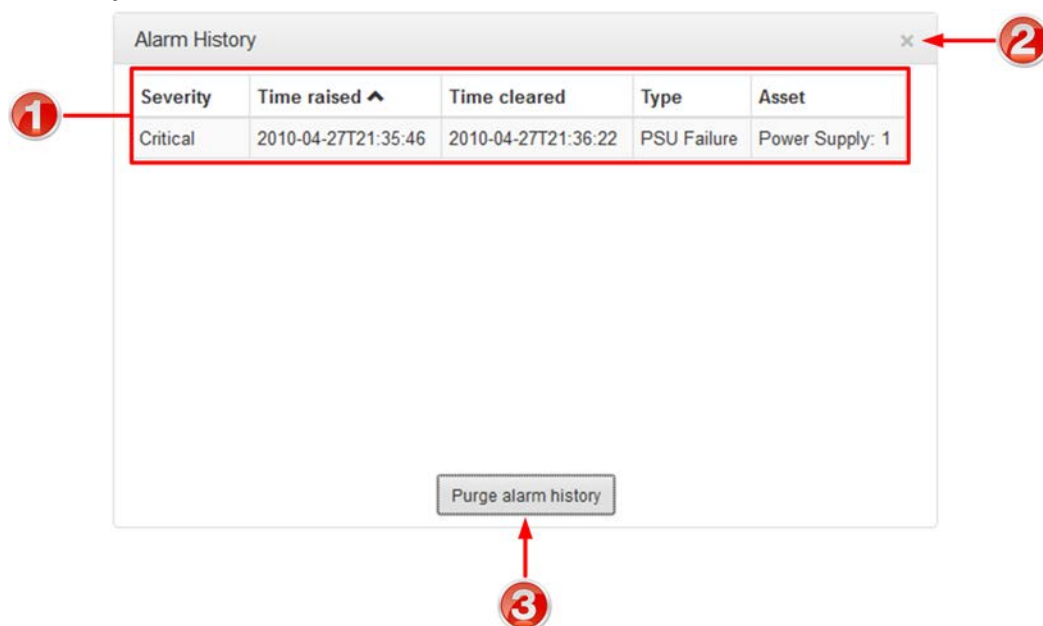 Alarm History ×
2
1
Severity Time raised Time cleared Type Asset
Critical 2010-04-27T21:35:46 2010-04-27T21:36:22 PSU Failure Power Supply: 1
Purge alarm history
3